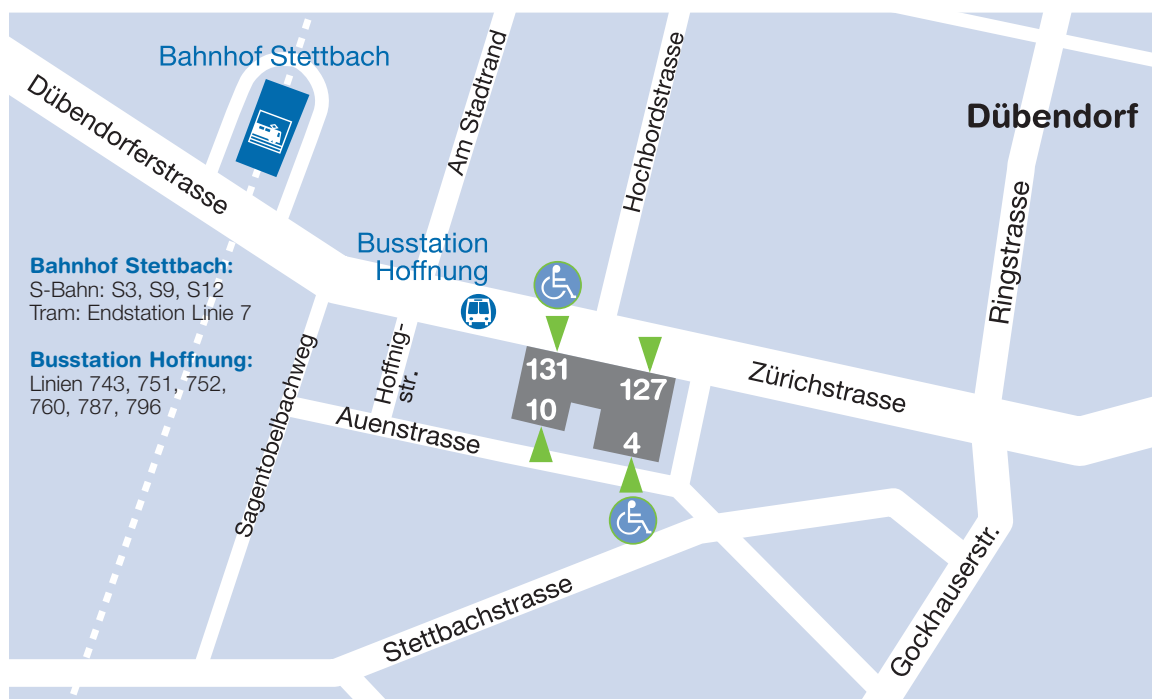 Bahnhof Stettbach
Dübendorf
Dübendorferstrasse
Am Stadtrand
Hochbordstrasse
Ringstrasse
Busstation
Hoffnung
Bahnhof Stettbach:
S-Bahn: S3, S9, S12
Tram: Endstation Linie 7
Busstation Hoffnung:
Linien 743, 751, 752,
760, 787, 796
Sagentobelbachweg
Hoffnig-
str.
131
127
10
4
Zürichstrasse
Auenstrasse
Stettbachstrasse
Gockhauserstr.